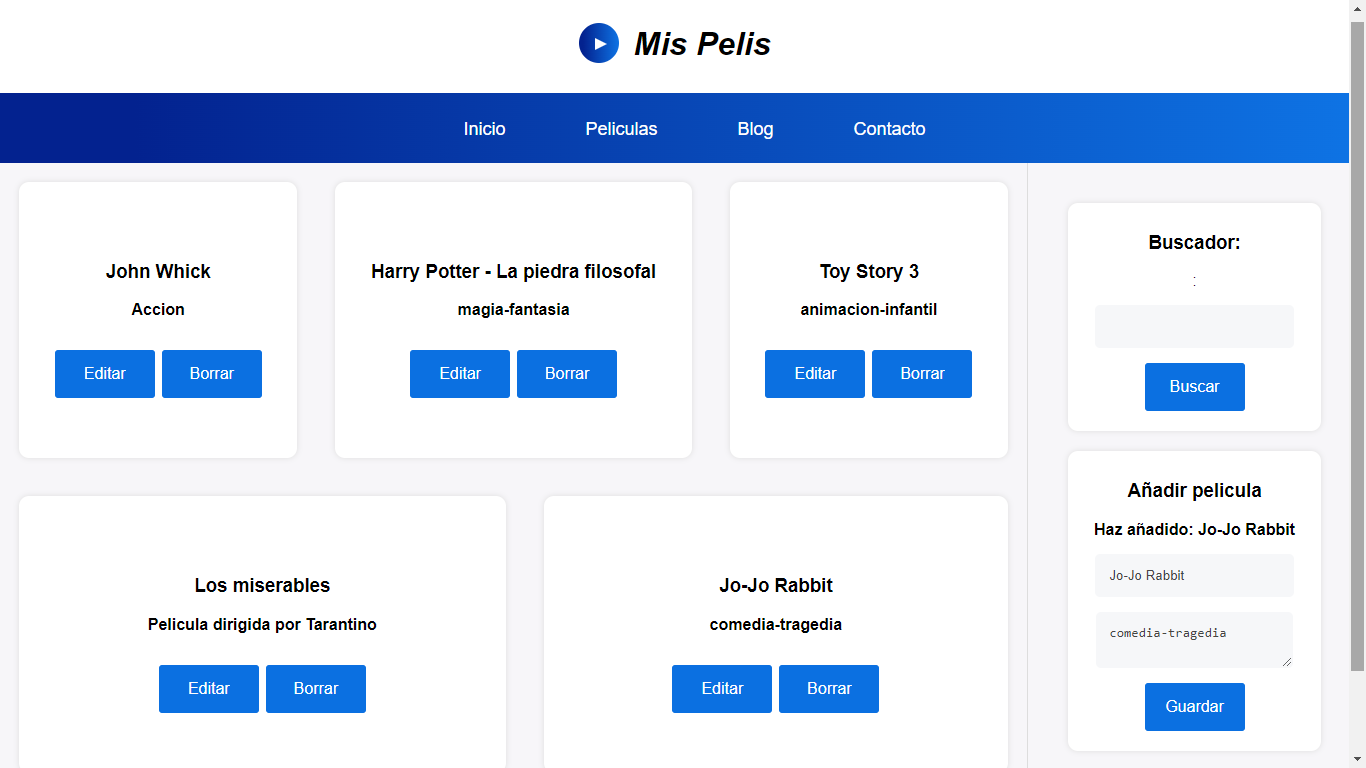 Mis Pelis
Inicio
Peliculas
Blog
Contacto
John Whick
Accion
Editar
Borrar
Harry Potter - La piedra filosofal
magia-fantasia
Editar
Borrar
Toy Story 3
animacion-infantil
Editar
Borrar
Los miserables
Pelicula dirigida por Tarantino
Editar
Borrar
Jo-Jo Rabbit
comedia-tragedia
Editar
Borrar
Buscador:
:
Buscar
Añadir pelicula
Haz añadido: Jo-Jo Rabbit
Jo-Jo Rabbit
comedia-tragedia
Guardar